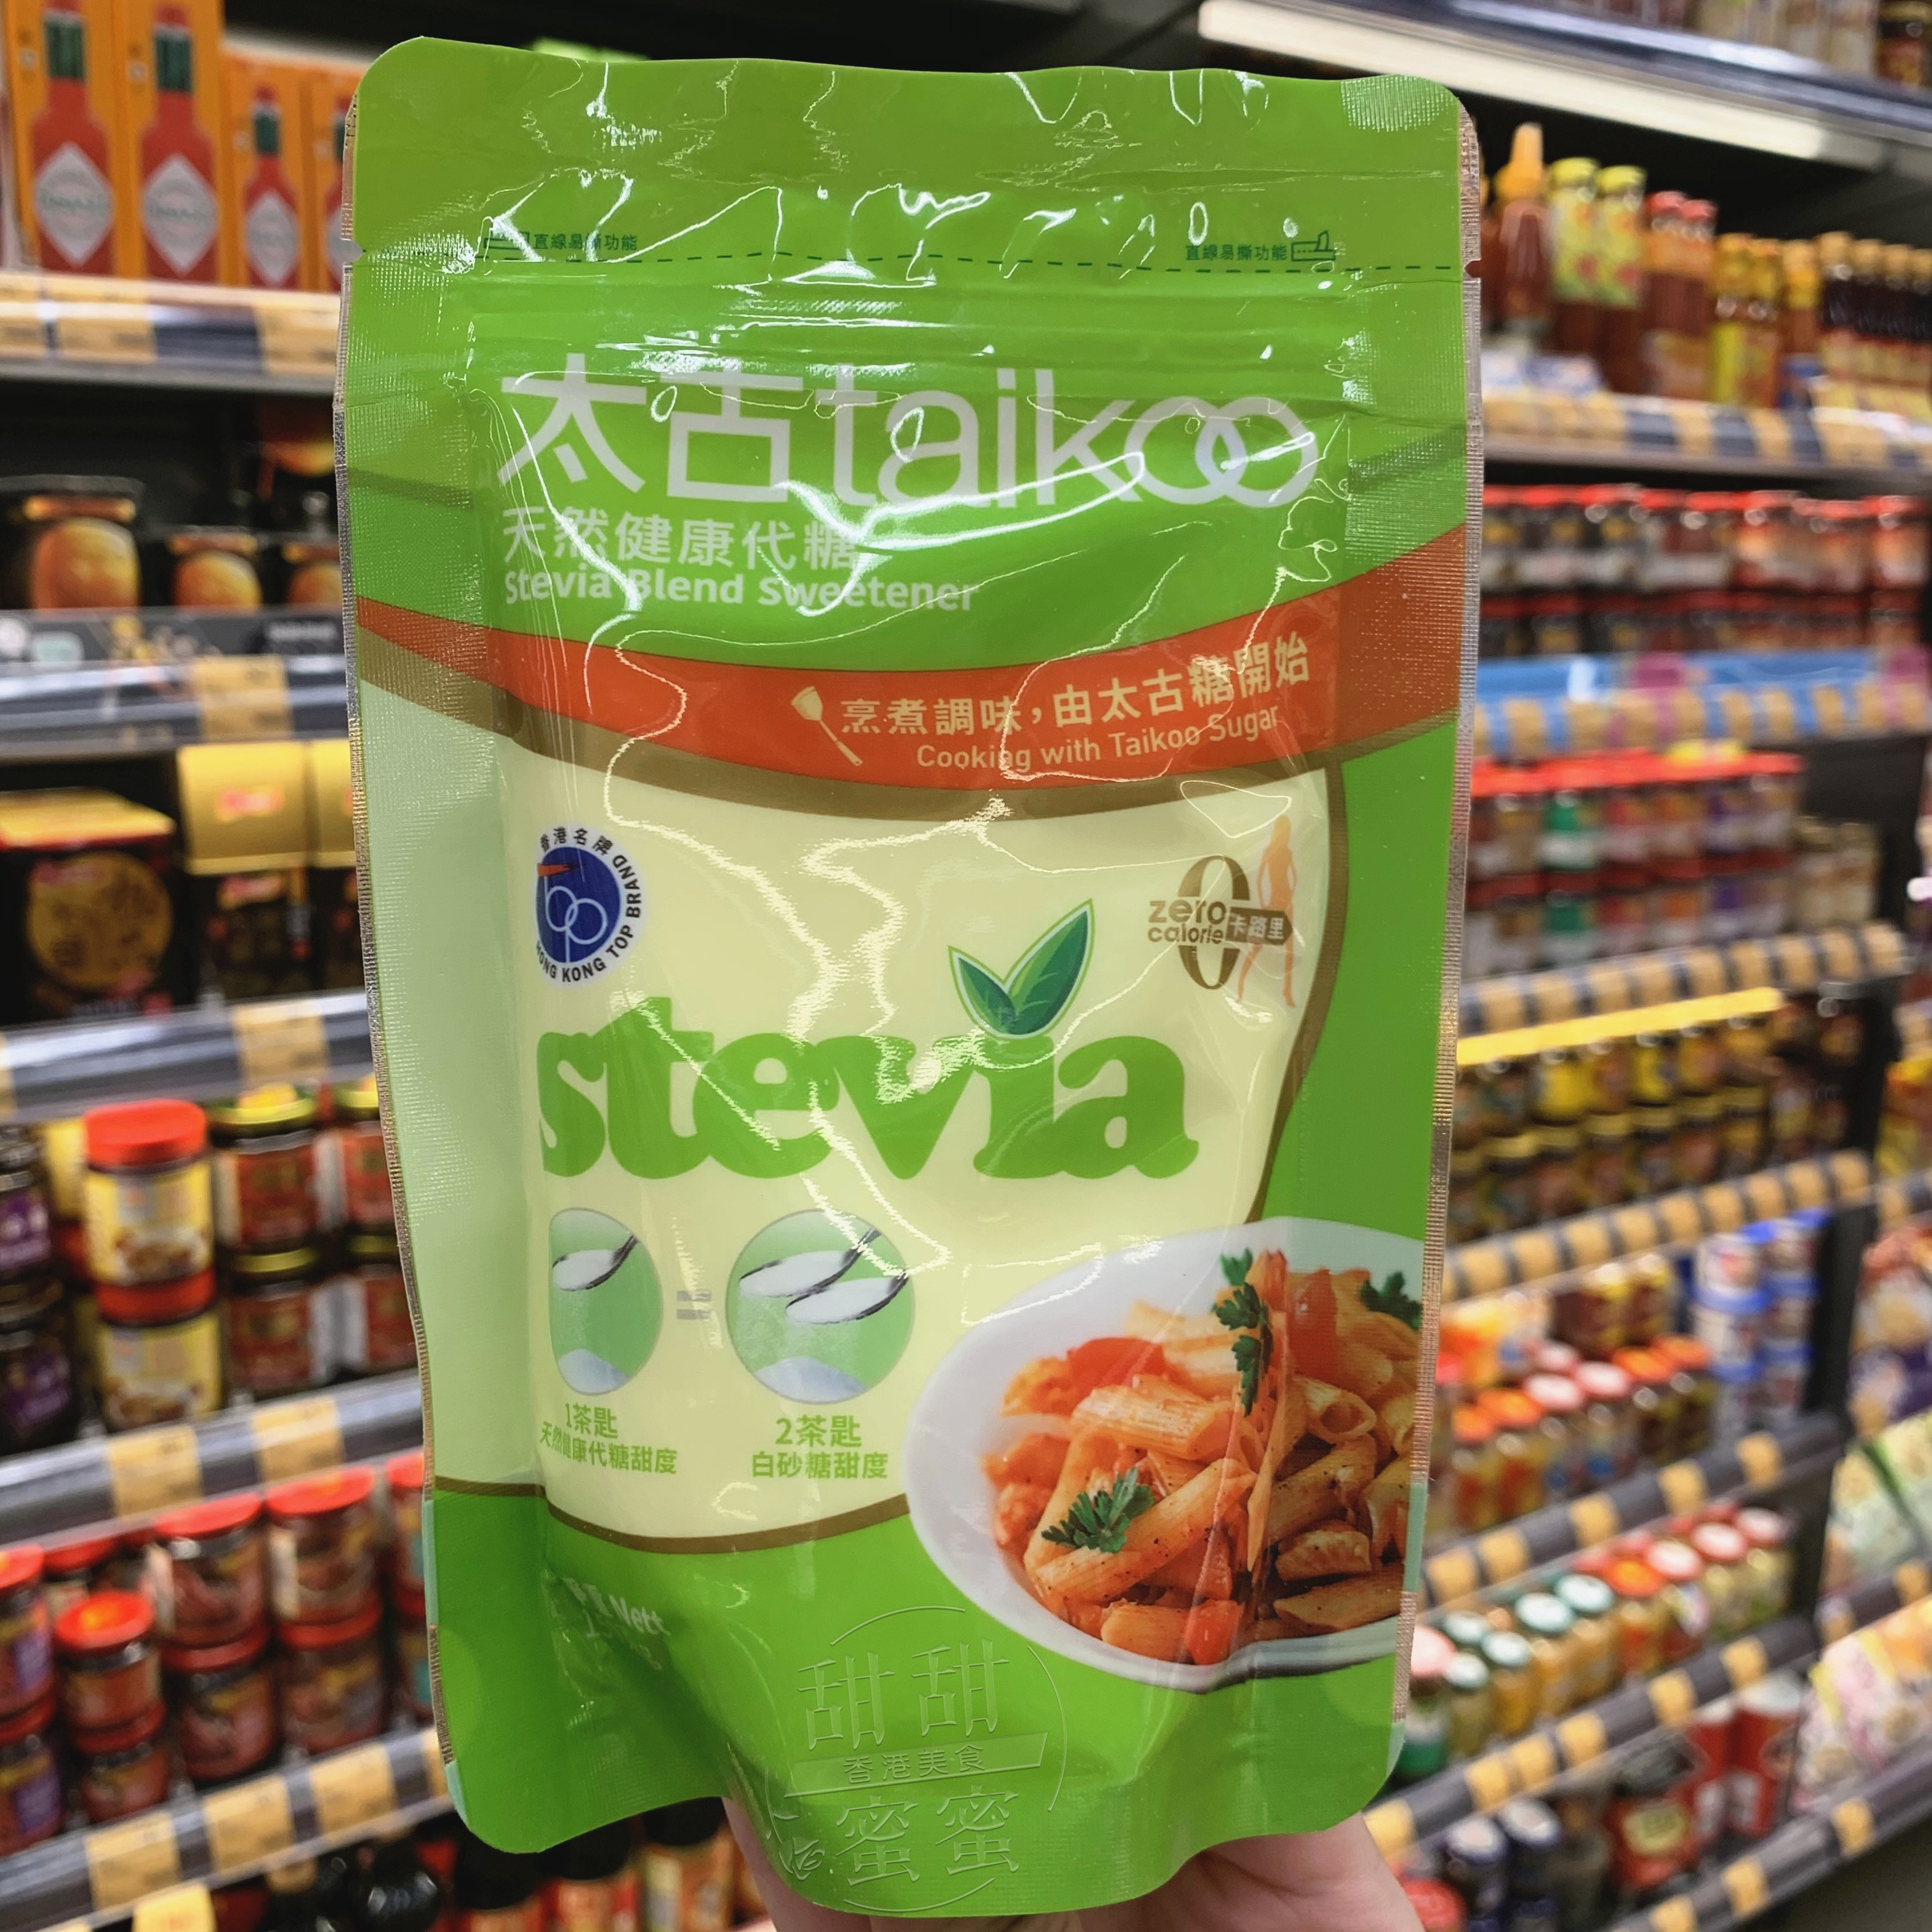 直線易撕功能
直線易撕功能
太古taikoo
天然健康代糖
Stevia Blend Sweetener
烹煮調味，由太古糖開始
Cooking with Taikoo Sugar
香港名牌
HONG KONG TOP BRAND
0
zero
calorie
卡路里
stevia
=
1茶匙
天然健康代糖甜度
2茶匙
白砂糖甜度
Nett
甜甜
香港美食
蜜蜜